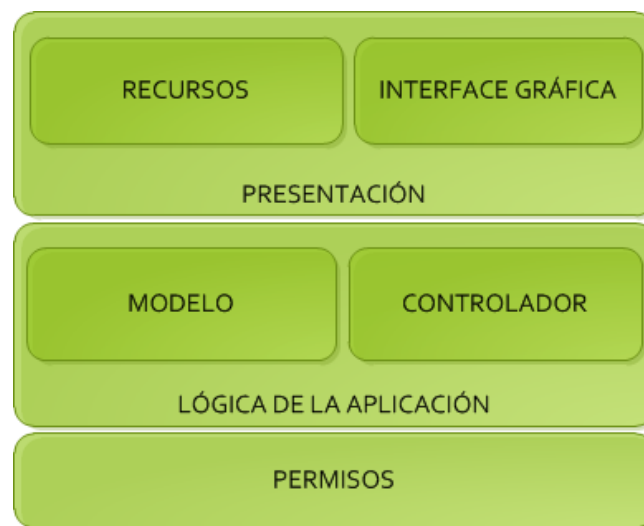 RECURSOS
INTERFACE GRÁFICA
PRESENTACIÓN
MODELO
CONTROLADOR
LÓGICA DE LA APLICACIÓN
PERMISOS